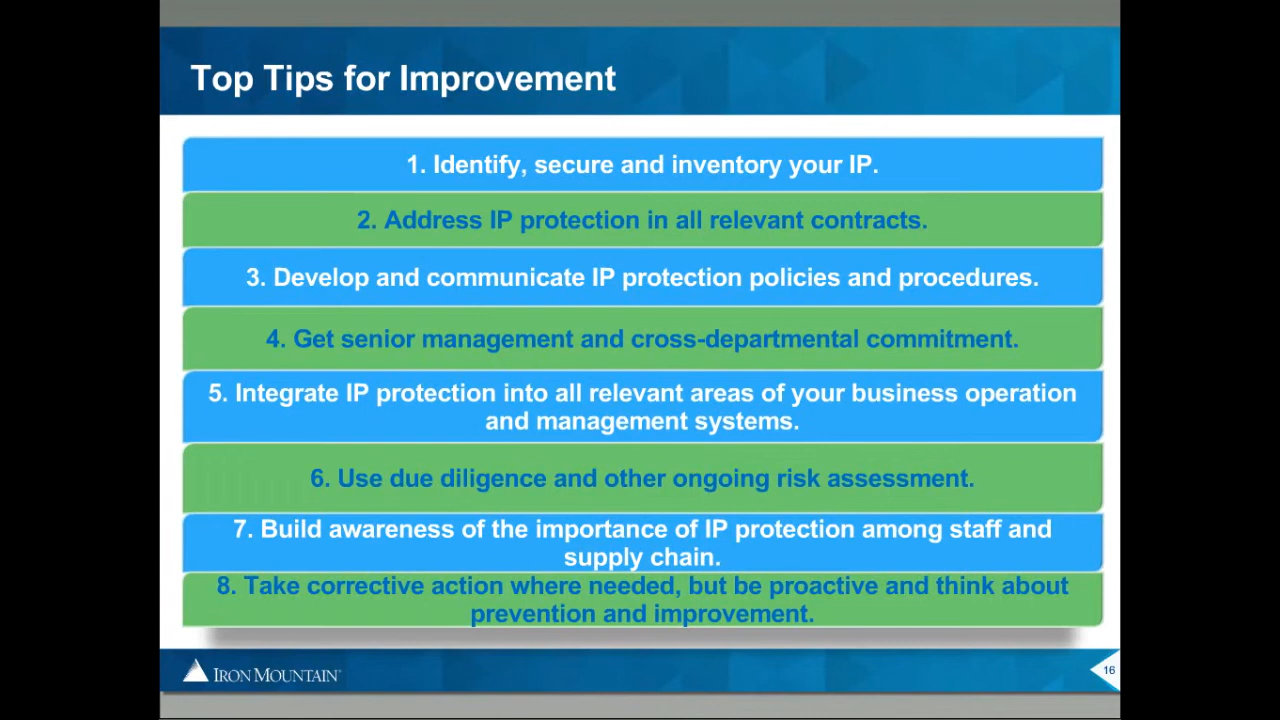 Top Tips for Improvement
1. Identify, secure and inventory your IP.
2. Address IP protection in all relevant contracts.
3. Develop and communicate IP protection policies and procedures.
4. Get senior management and cross-departmental commitment.
5. Integrate IP protection into all relevant areas of your business operation
and management systems.
6. Use due diligence and other ongoing risk assessment.
7. Build awareness of the importance of IP protection among staff and
supply chain.
8. Take corrective action where needed, but be proactive and think about
prevention and improvement.
IRON MOUNTAIN
16